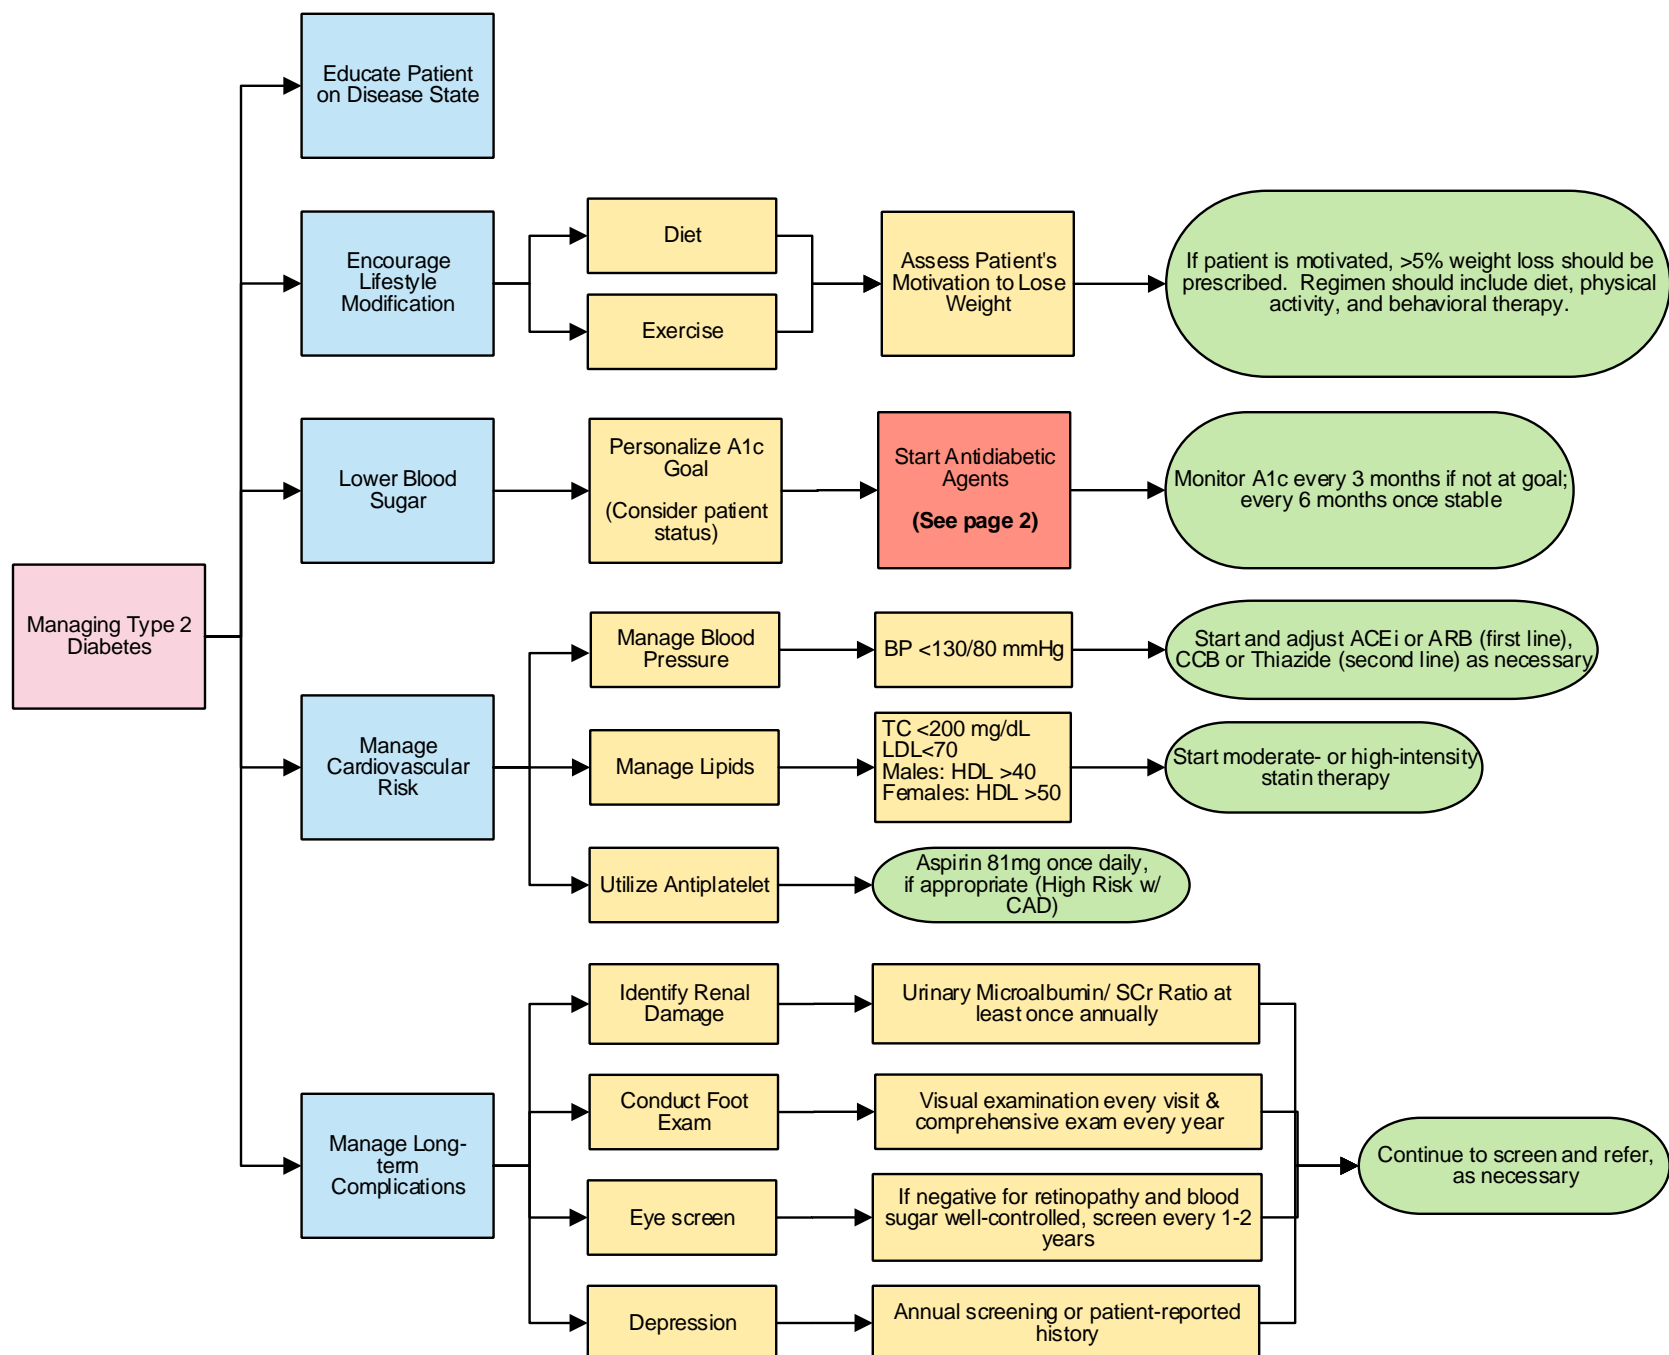 Educate Patient
on Disease State
Encourage
Lifestyle
Modification
Diet
Exercise
Assess Patient's
Motivation to Lose
Weight
If patient is motivated, >5% weight loss should be
prescribed.  Regimen should include diet, physical
activity, and behavioral therapy.
Lower Blood
Sugar
Personalize A1c
Goal
(Consider patient
status)
Start Antidiabetic
Agents
(See page 2)
Monitor A1c every 3 months if not at goal;
every 6 months once stable
Managing Type 2
Diabetes
Manage
Cardiovascular
Risk
Manage Blood
Pressure
BP <130/80 mmHg
Start and adjust ACEi or ARB (first line),
CCB or Thiazide (second line) as necessary
Manage Lipids
TC <200 mg/dL
LDL<70
Males: HDL >40
Females: HDL >50
Start moderate- or high-intensity
statin therapy
Utilize Antiplatelet
Aspirin 81mg once daily,
if appropriate (High Risk w/
CAD)
Manage Long-
term
Complications
Identify Renal
Damage
Urinary Microalbumin/ SCr Ratio at
least once annually
Conduct Foot
Exam
Visual examination every visit &
comprehensive exam every year
Eye screen
If negative for retinopathy and blood
sugar well-controlled, screen every 1-2
years
Depression
Annual screening or patient-reported
history
Continue to screen and refer,
as necessary